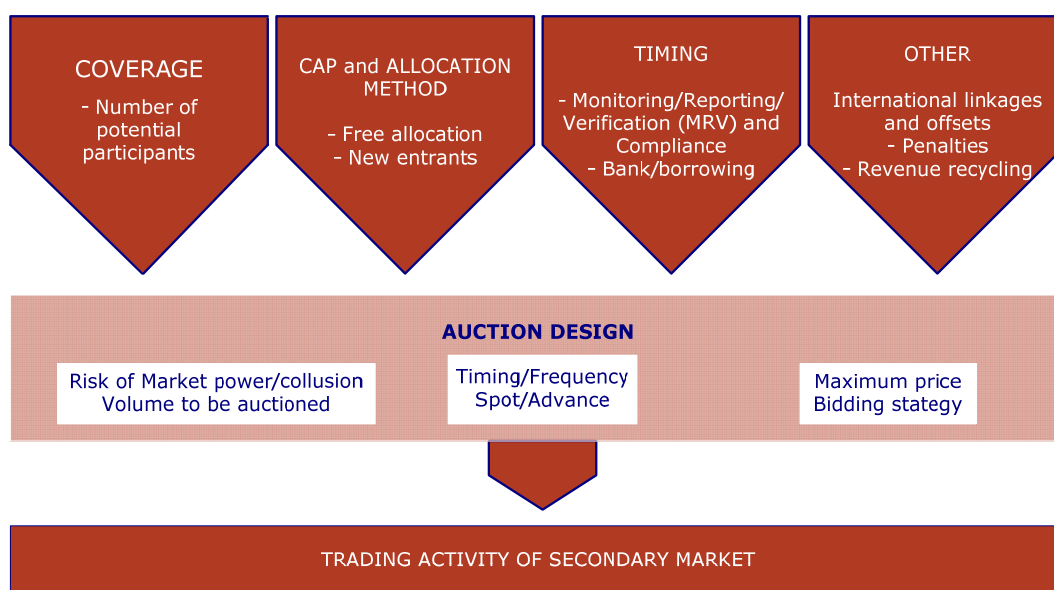 COVERAGE
- Number of
potential
participants
CAP and ALLOCATION
METHOD
- Free allocation
- New entrants
TIMING
- Monitoring/Reporting/
Verification (MRV) and
Compliance
- Bank/borrowing
OTHER
International linkages
and offsets
- Penalties
- Revenue recycling
AUCTION DESIGN
Risk of Market power/collusion
Volume to be auctioned
Timing/Frequency
Spot/Advance
Maximum price
Bidding stategy
TRADING ACTIVITY OF SECONDARY MARKET